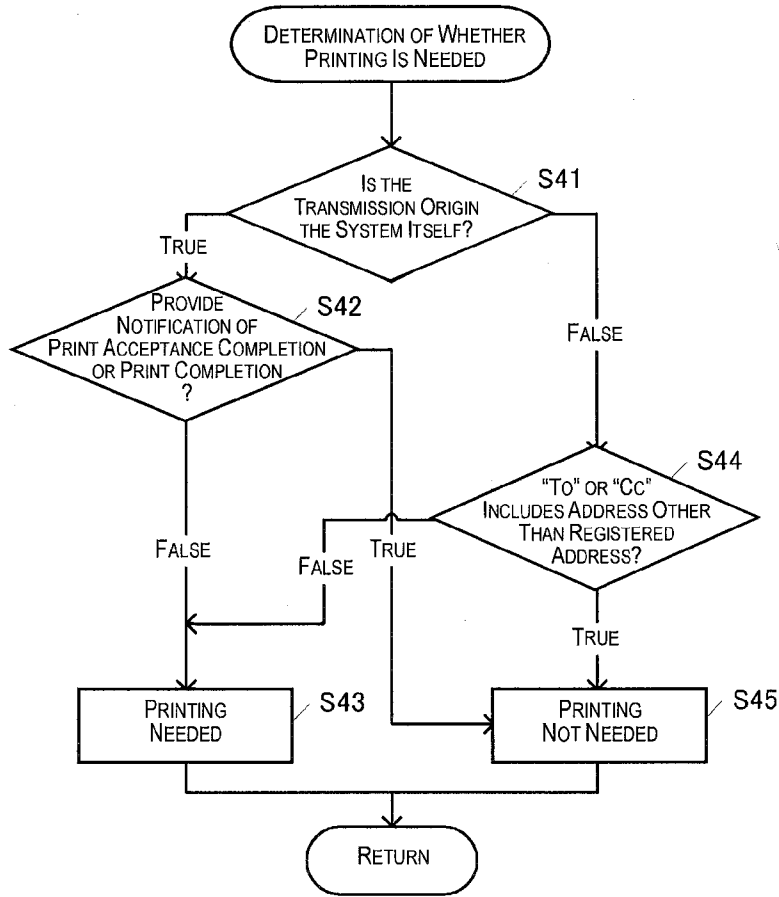 DETERMINATION OF WHETHER
PRINTING IS NEEDED
IS THE
TRANSMISSION ORIGIN
THE SYSTEM ITSELF?
S41
TRUE
FALSE
PROVIDE
NOTIFICATION OF
PRINT ACCEPTANCE COMPLETION
OR PRINT COMPLETION
?
S42
"TO" OR "CC"
INCLUDES ADDRESS OTHER
THAN REGISTERED
ADDRESS?
S44
FALSE
FALSE
TRUE
TRUE
PRINTING
NEEDED
S43
PRINTING
NOT NEEDED
S45
RETURN